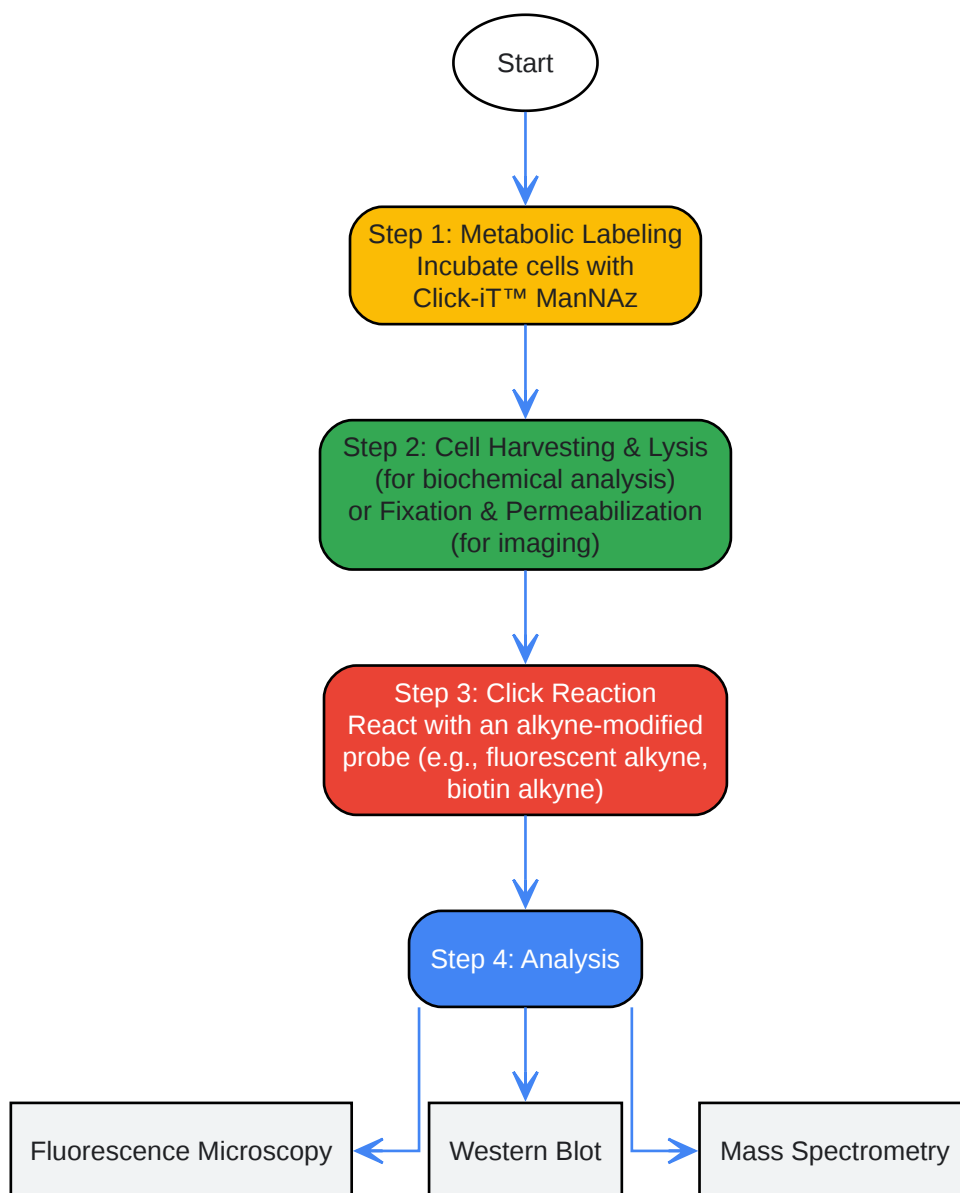 Start
Step 1: Metabolic Labeling
Incubate cells with
Click-iT™ ManNAz
Step 2: Cell Harvesting & Lysis
(for biochemical analysis)
or Fixation & Permeabilization
(for imaging)
Step 3: Click Reaction
React with an alkyne-modified
probe (e.g., fluorescent alkyne,
biotin alkyne)
Step 4: Analysis
Fluorescence Microscopy
Western Blot
Mass Spectrometry